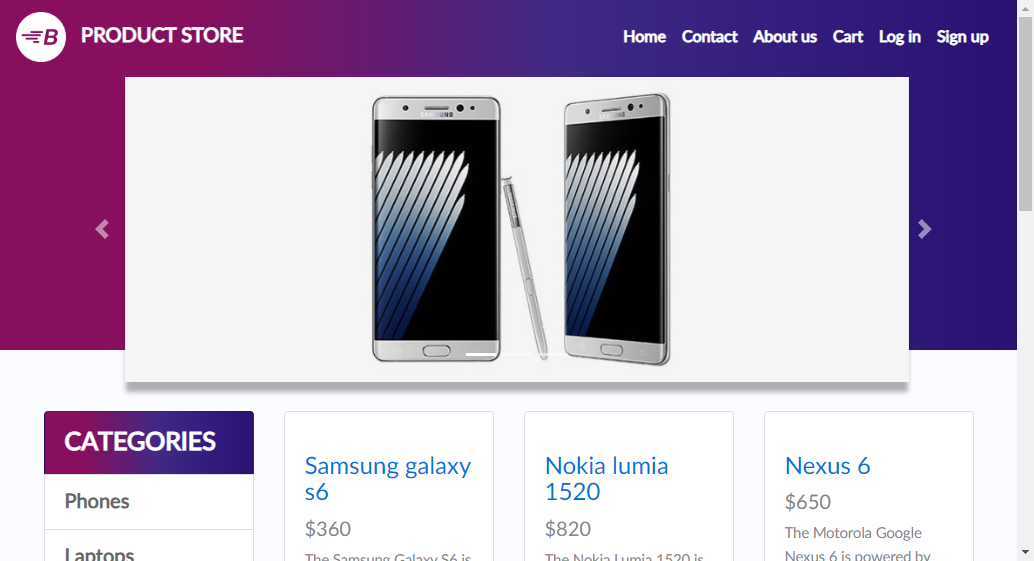 B PRODUCT STORE
Home Contact About us Cart Log in Sign up
SAMSUNG SAMSUNG
CATEGORIES
Phones
Laptops
Samsung galaxy
s6
$360
The Samsung Galaxy S6 is
Nokia lumia
1520
$820
The Nokia Lumia 1520 is
Nexus 6
$650
The Motorola Google
Nexus 6 is powered by